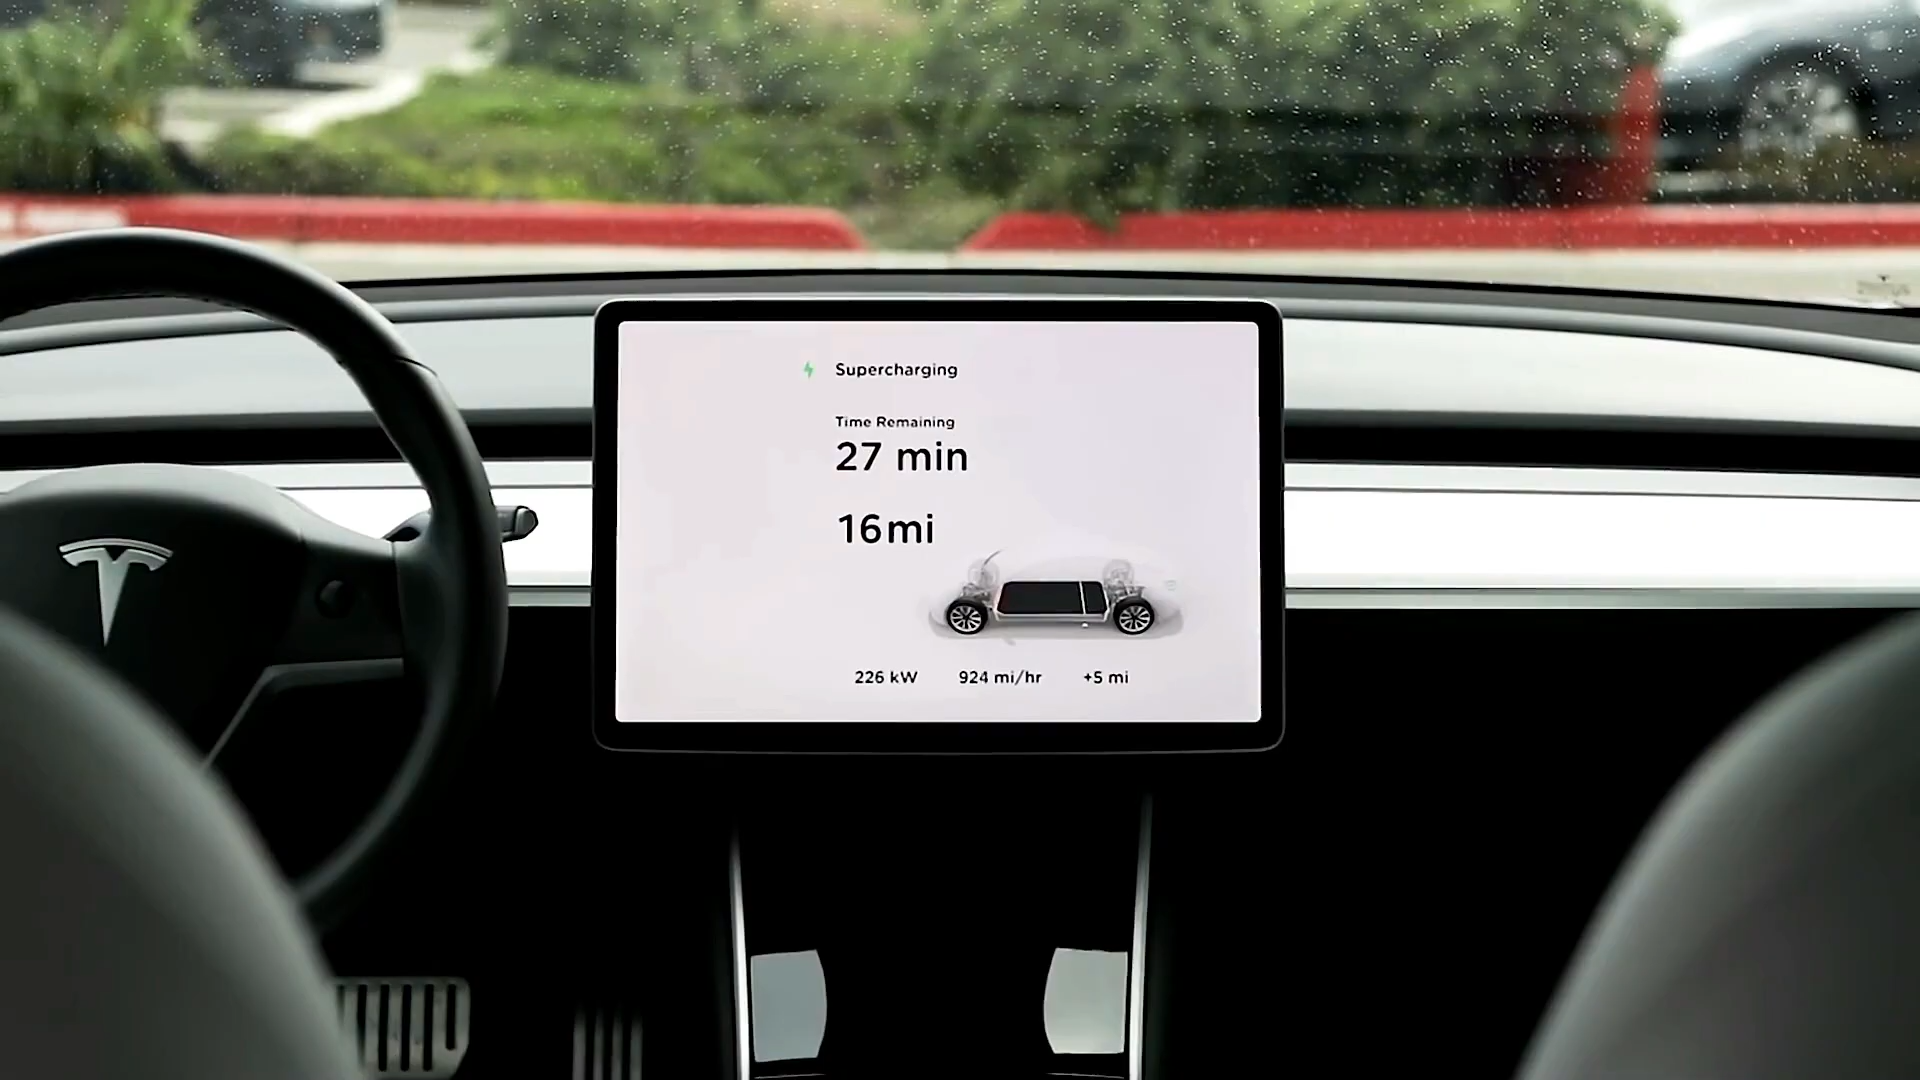 Supercharging
Time Remaining
27 min
16mi
226 kW 924 mi/hr +5 mi